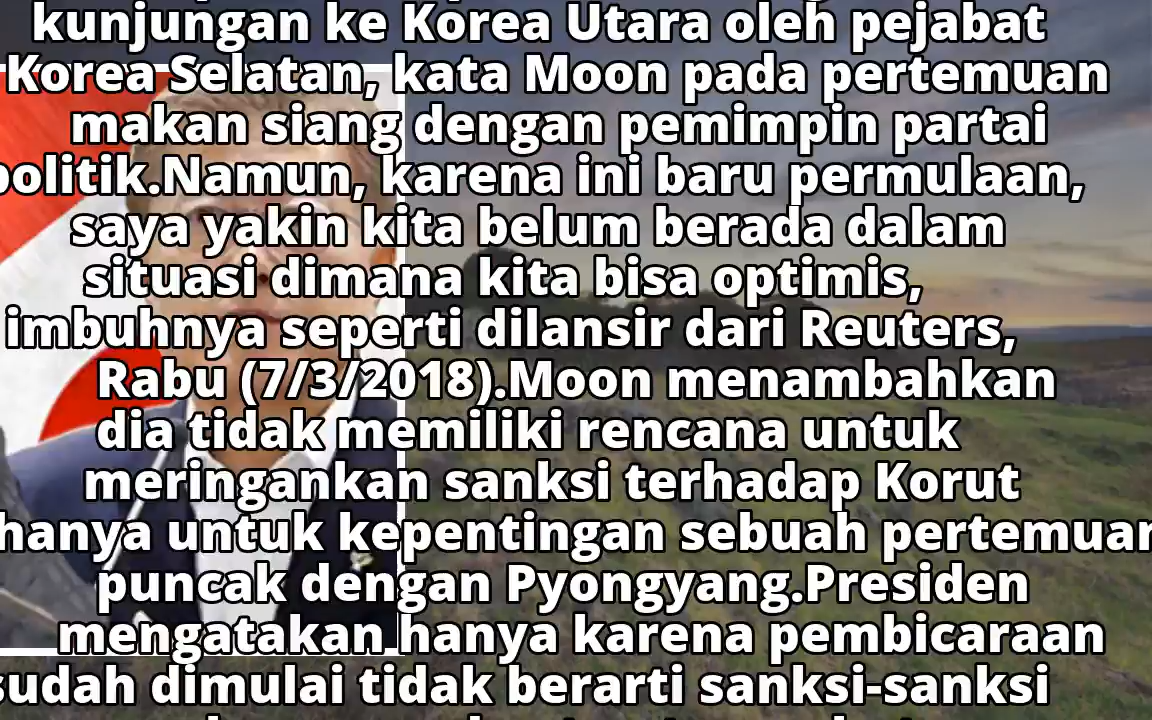 kunjungan ke Korea Utara oleh pejabat
Korea Selatan, kata Moon pada pertemuan
makan siang dengan pemimpin partai
politik.Namun, karena ini baru permulaan,
saya yakin kita belum berada dalam
situasi dimana kita bisa optimis,
imbuhnya seperti dilansir dari Reuters,
Rabu (7/3/2018).Moon menambahkan
dia tidak memiliki rencana untuk
meringankan sanksi terhadap Korut
hanya untuk kepentingan sebuah pertemuan
puncak dengan Pyongyang.Presiden
mengatakan hanya karena pembicaraan
sudah dimulai tidak berarti sanksi-sanksi